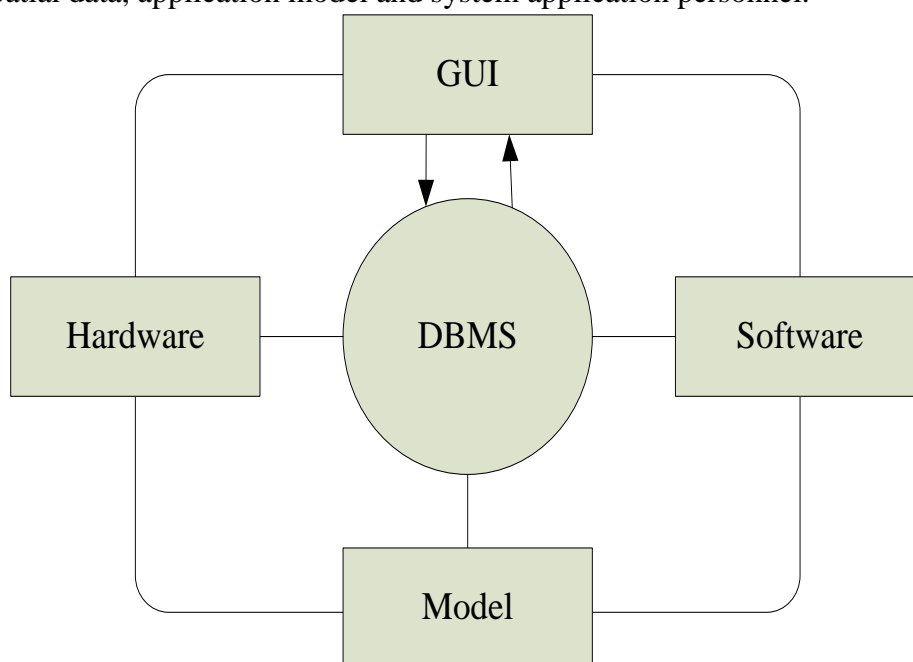 data, application model and system application personnel.
GUI
Hardware
DBMS
Software
Model